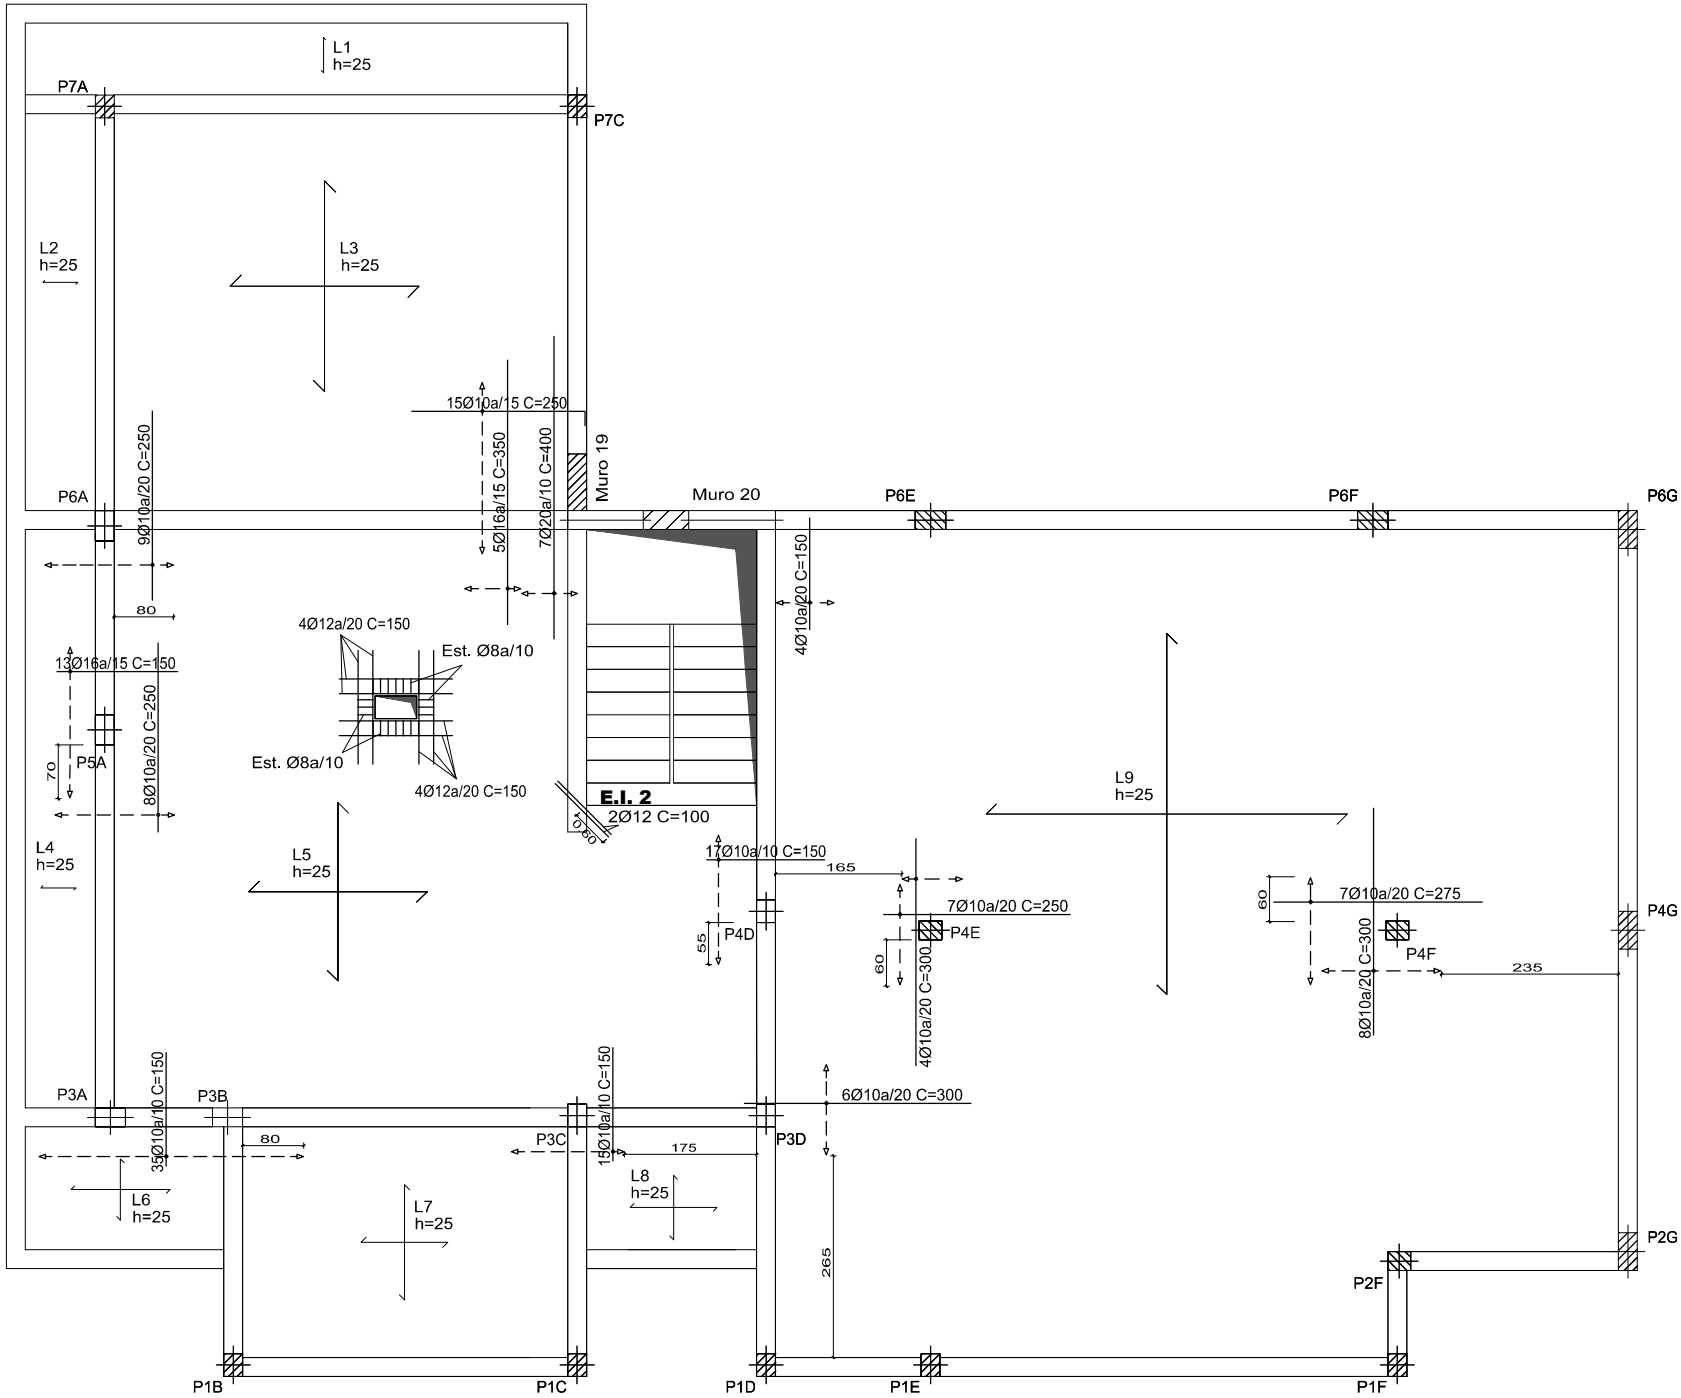 L1
h=25
P7A
P7C
L2
h=25
L3
h=25
15Ø10a/15 C=250
9Ø10a/20 C=250
5Ø16a/15 C=350
7Ø20a/10 C=400
Muro 19
P6A
Muro 20
P6E
P6F
P6G
4Ø10a/20 C=150
80
4Ø12a/20 C=150
Est. Ø8a/10
13Ø16a/15 C=150
8Ø10a/20 C=250
P5A
70
Est. Ø8a/10
4Ø12a/20 C=150
E.I. 2
2Ø12 C=100
0.60
L9
h=25
L4
h=25
L5
h=25
17Ø10a/10 C=150
165
60
7Ø10a/20 C=275
7Ø10a/20 C=250
P4G
P4D
P4E
55
60
4Ø10a/20 C=300
8Ø10a/20 C=300
P4F
235
P3A
P3B
35Ø10a/10 C=150
15Ø10a/10 C=150
6Ø10a/20 C=300
80
P3C
P3D
175
L6
h=25
L7
h=25
L8
h=25
265
P2G
P2F
P1B
P1C
P1D
P1E
P1F